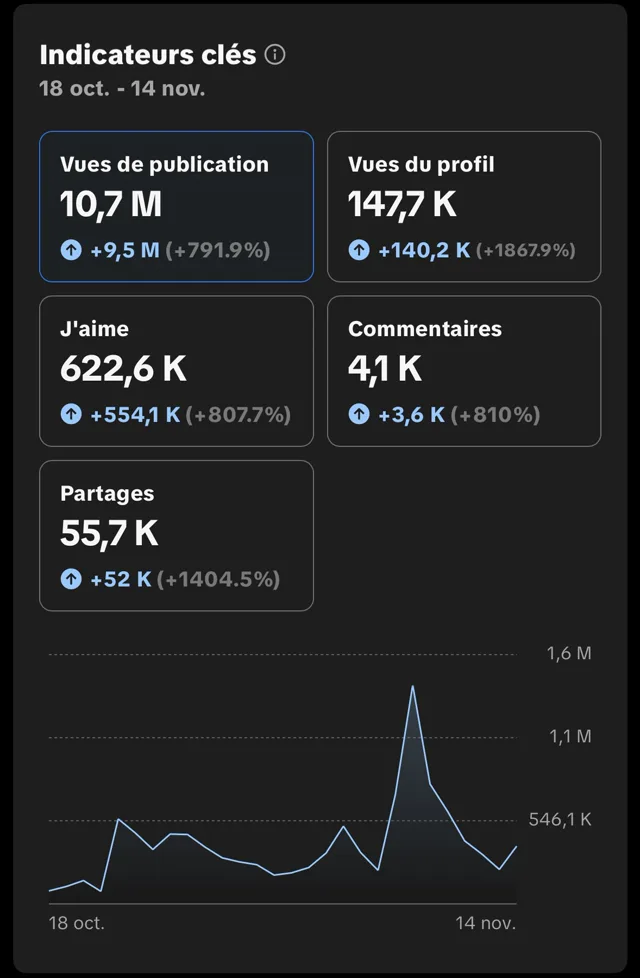 Indicateurs clés
18 oct. - 14 nov.
Vues de publication
10,7 M
+9,5 M (+791.9%)
Vues du profil
147,7 K
+140,2 K (+1867.9%)
J'aime
622,6 K
+554,1 K (+807.7%)
Commentaires
4,1 K
+3,6 K (+810%)
Partages
55,7 K
+52 K (+1404.5%)
1,6 M
1,1 M
546,1 K
18 oct.
14 nov.